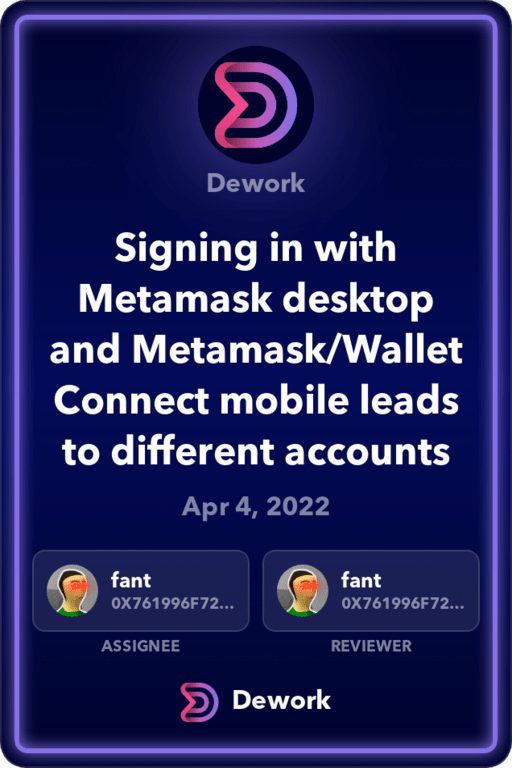 Dework
Signing in with
Metamask desktop
and Metamask/Wallet
Connect mobile leads
to different accounts
Apr 4, 2022
fant
0X761996F72...
ASSIGNEE
fant
0X761996F72...
REVIEWER
Dework